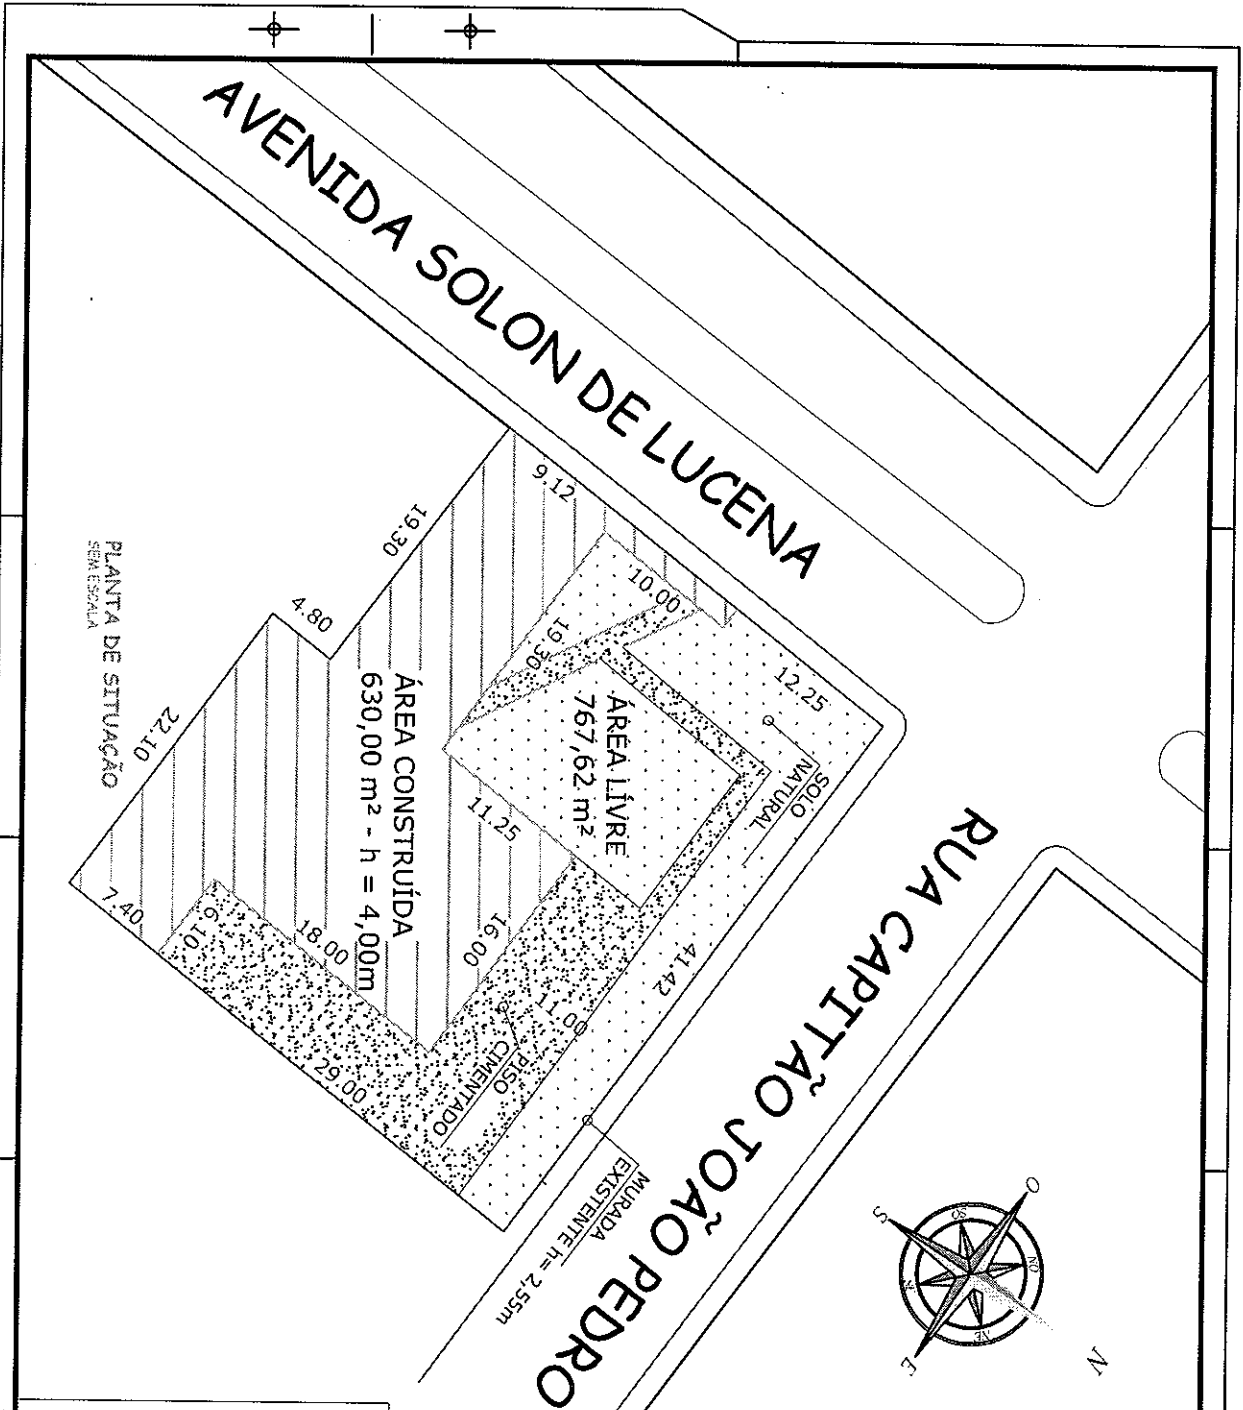 AVENIDA SOLON DE LUCENA
RUA CAPITÃO JOÃO PEDRO
9.12
10.00
19.30
19.30
4.80
22.10
7.40
6.10
18.00
29.00
11.25
16.00
11.00
12.25
41.42
ÁREA LÍVRE
767,62 m²
ÁREA CONSTRUÍDA
630,00 m² - h = 4,00m
SOLO
NATURAL
PISO
CIMENTADO
MURADA
EXISTENTE h= 2,55m
PLANTA DE SITUAÇÃO
SEM ESCALA
O
S
N
E
SO
NO
NE